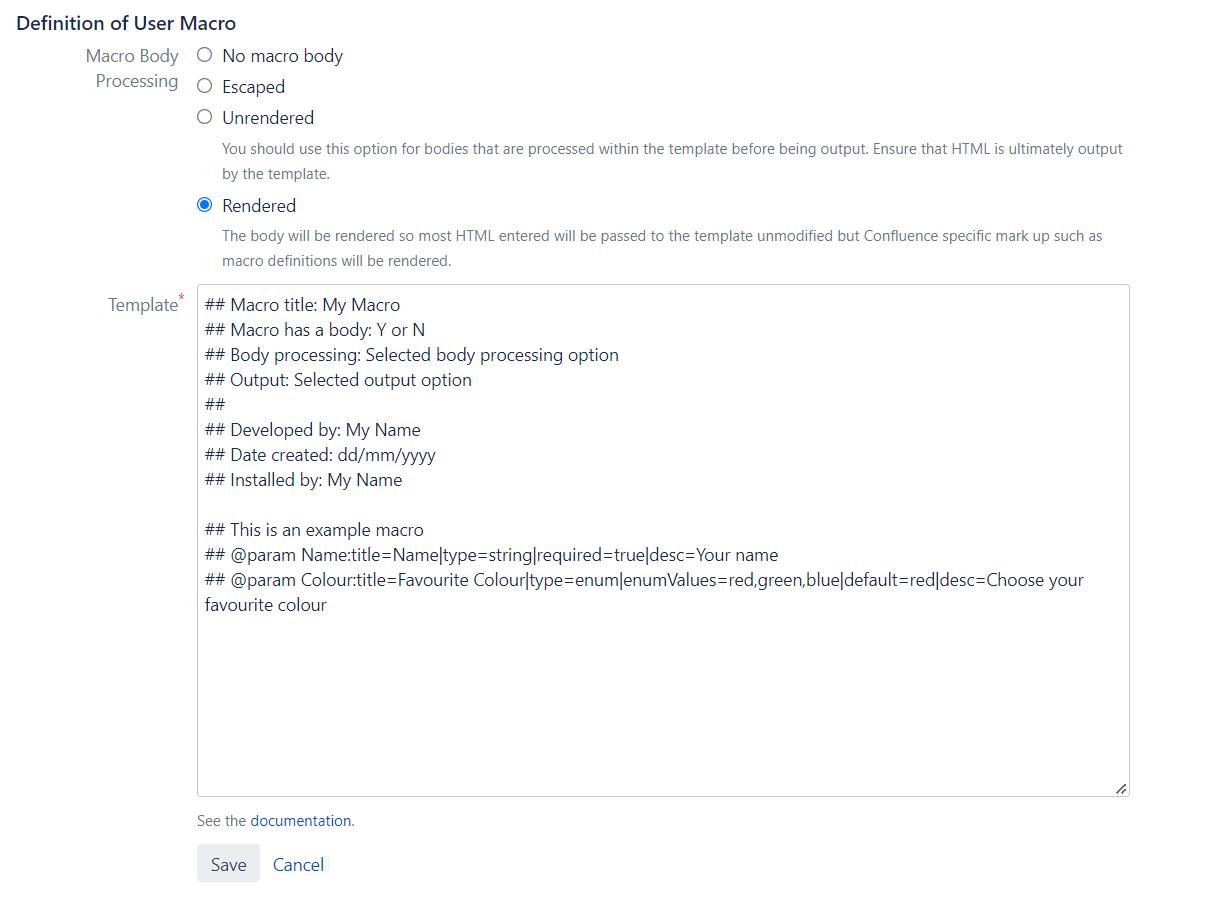 Definition of User Macro
Macro Body Processing
No macro body
Escaped
Unrendered
You should use this option for bodies that are processed within the template before being output. Ensure that HTML is ultimately output
by the template.
Rendered
The body will be rendered so most HTML entered will be passed to the template unmodified but Confluence specific mark up such as
macro definitions will be rendered.
Template*
## Macro title: My Macro
## Macro has a body: Y or N
## Body processing: Selected body processing option
## Output: Selected output option
##
## Developed by: My Name
## Date created: dd/mm/yyyy
## Installed by: My Name
## This is an example macro
## @param Name:title=Name|type=string|required=true|desc=Your name
## @param Colour:title=Favourite Colour|type=enum|enumValues=red,green,blue|default=red|desc=Choose your
favourite colour
See the documentation.
Save Cancel